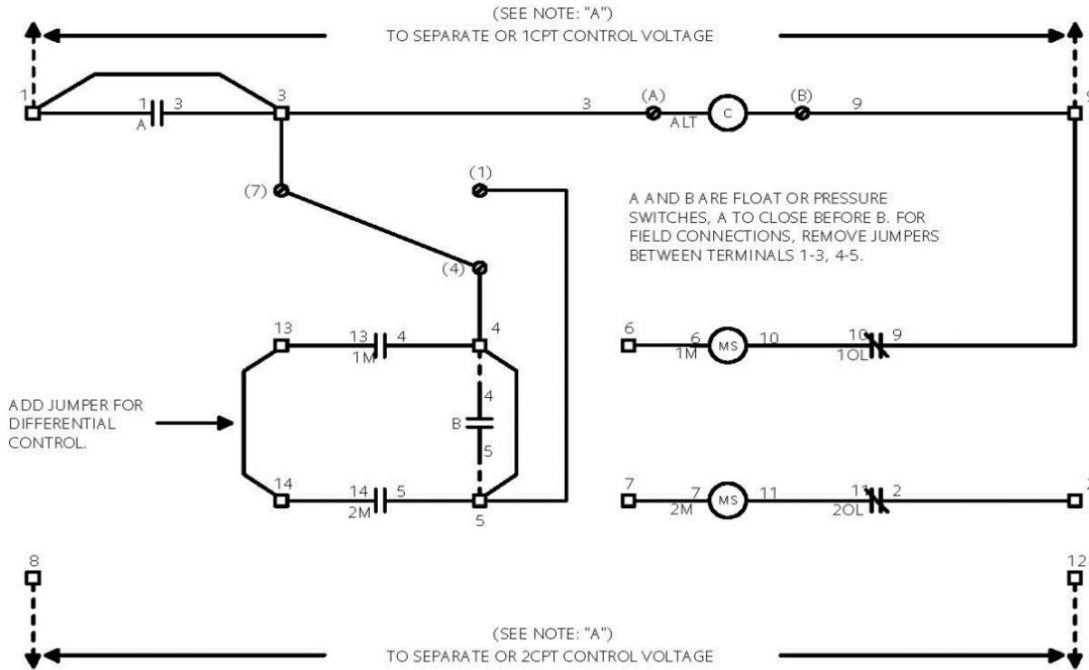 (SEE NOTE: "A")
TO SEPARATE OR 1CPT CONTROL VOLTAGE
1
1
3
A
3
3
(A)
ALT
C
(B)
9
(7)
(1)
A AND B ARE FLOAT OR PRESSURE
SWITCHES, A TO CLOSE BEFORE B. FOR
FIELD CONNECTIONS, REMOVE JUMPERS
BETWEEN TERMINALS 1-3, 4-5.
(4)
13
13
4
1M
4
6
6
1M
MS
10
10
9
1OL
ADD JUMPER FOR
DIFFERENTIAL
CONTROL.
4
B
5
14
14
5
2M
5
7
7
2M
MS
11
11
2
2OL
8
12
(SEE NOTE: "A")
TO SEPARATE OR 2CPT CONTROL VOLTAGE